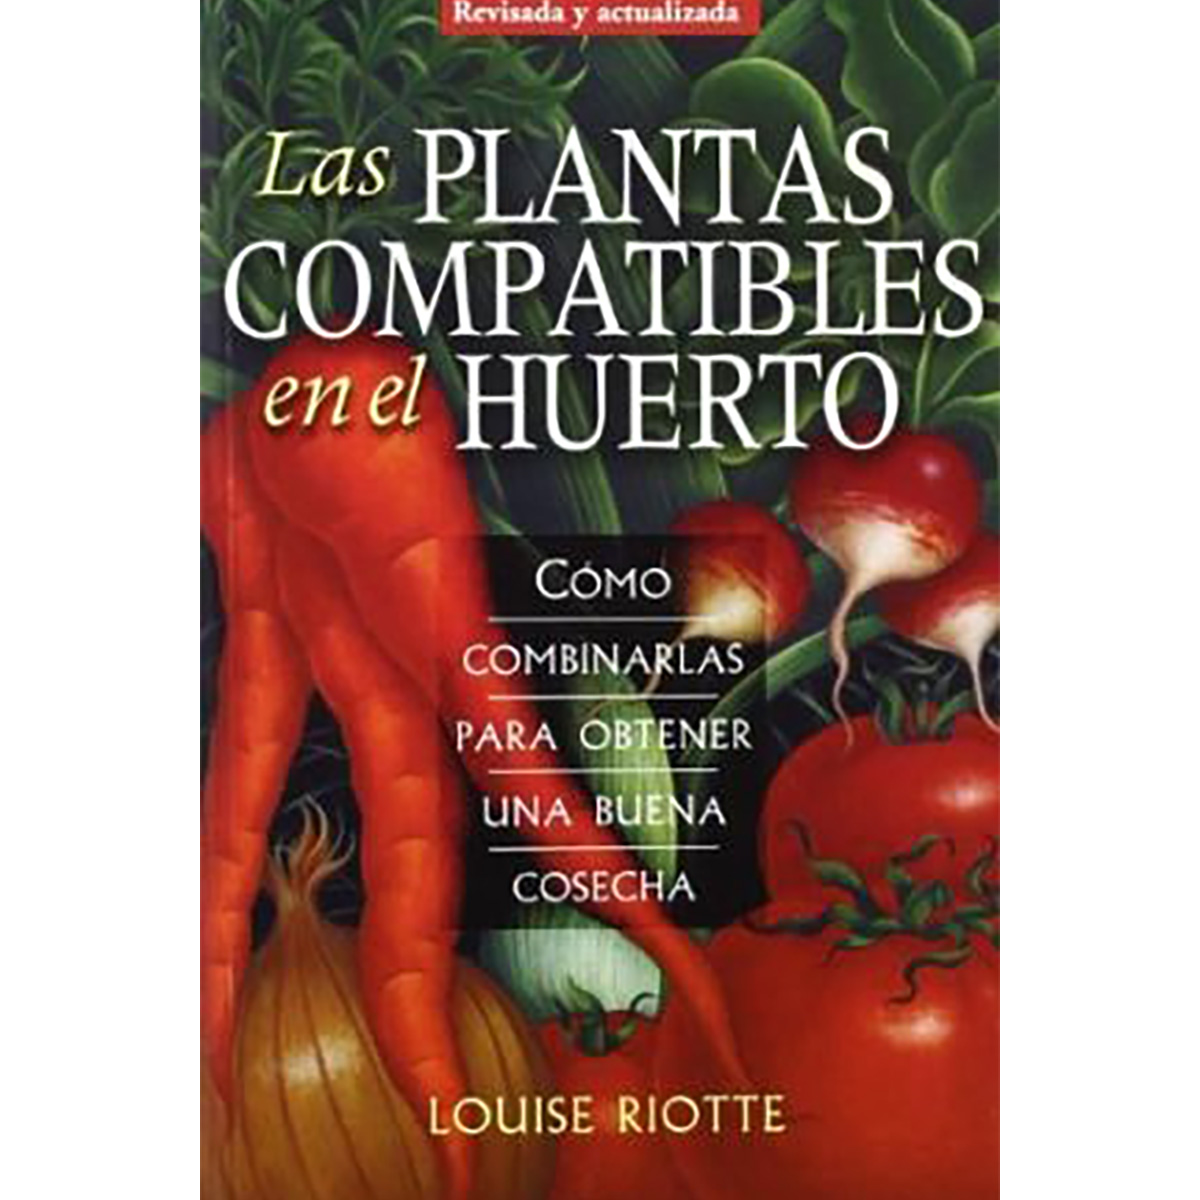 Revisada y actualizada
Las PLANTAS
COMPATIBLES
en el HUERTO
CÓMO
COMBINARLAS
PARA OBTENER
UNA BUENA
COSECHA
LOUISE RIOTTE